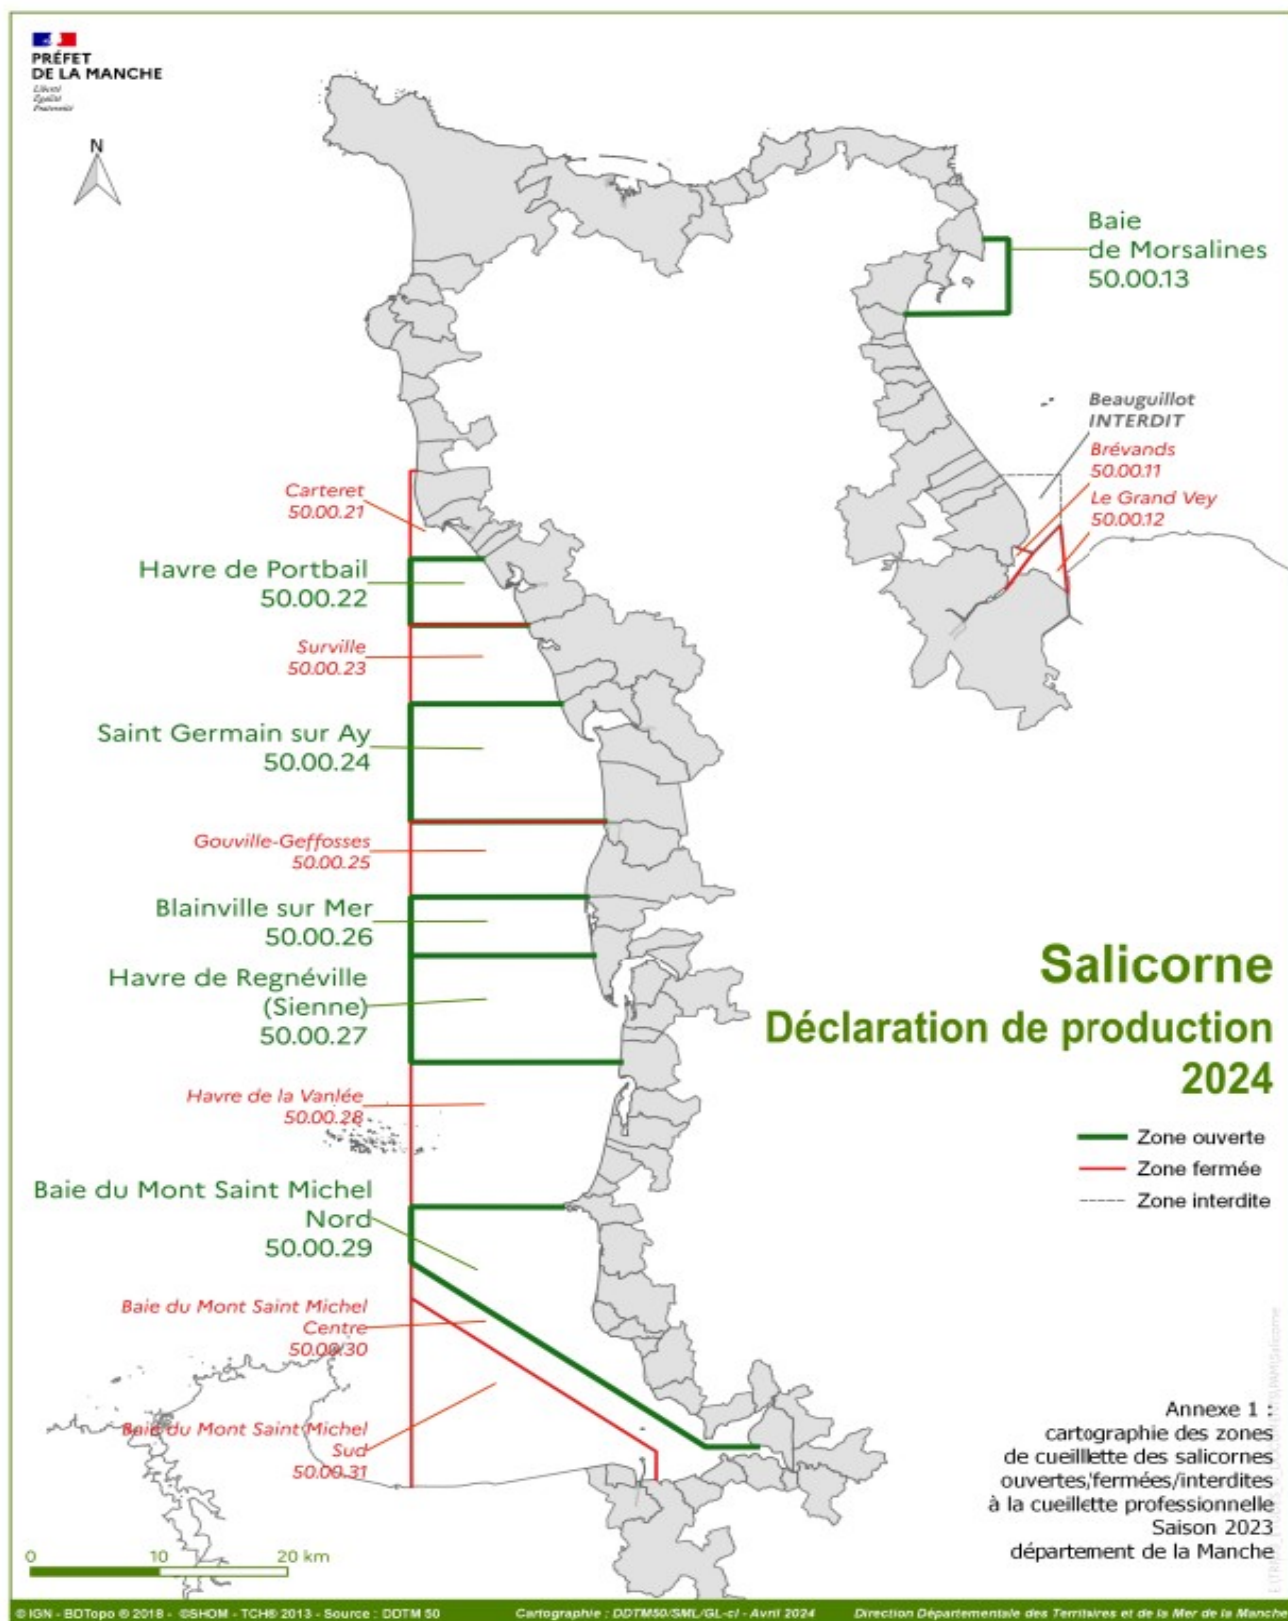 PRÉFET
DE LA MANCHE
Liberté
Égalité
Fraternité
N
Baie
de Morsalines
50.00.13
Beauguillot
INTERDIT
Brévands
50.00.11
Le Grand Vey
50.00.12
Carteret
50.00.21
Havre de Portbail
50.00.22
Surville
50.00.23
Saint Germain sur Ay
50.00.24
Gouville-Geffosses
50.00.25
Blainville sur Mer
50.00.26
Havre de Regnéville
(Sienne)
50.00.27
Havre de la Vanlée
50.00.28
Baie du Mont Saint Michel
Nord
50.00.29
Baie du Mont Saint Michel
Centre
50.00.30
Baie du Mont Saint Michel
Sud
50.00.31
Salicorne
Déclaration de production
2024
Zone ouverte
Zone fermée
Zone interdite
Annexe 1 :
cartographie des zones
de cueilllette des salicornes
ouvertes/fermées/interdites
à la cueillette professionnelle
Saison 2023
département de la Manche
0 10 20 km
© IGN - BDTopo ® 2018 - ©SHOM - TCH® 2013 - Source : DDTM 50 Cartographie : DDTM50/SML/GL-cl - Avril 2024 Direction Départementale des Territoires et de la Mer de la Manche